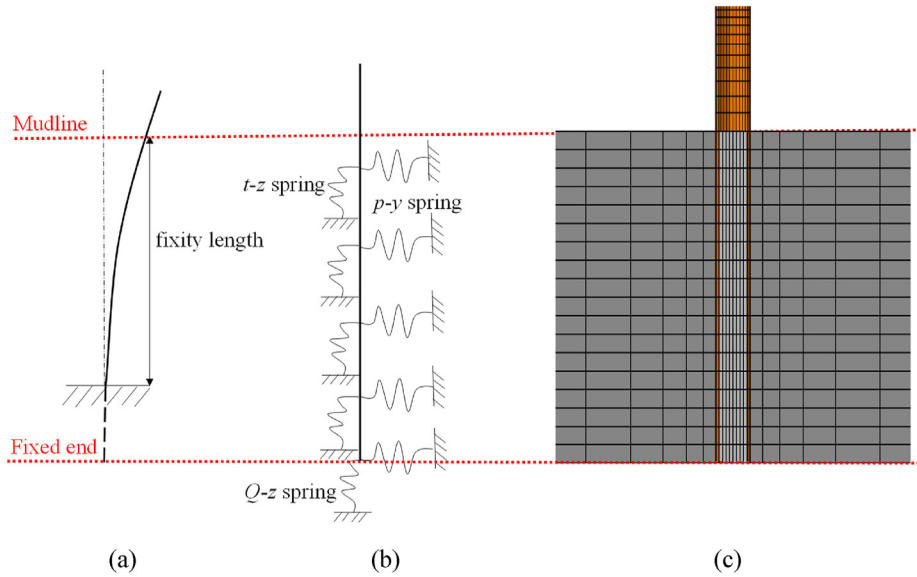 Mudline
t-z spring
p-y spring
fixity length
Fixed end
Q-z spring
(a)
(b)
(c)